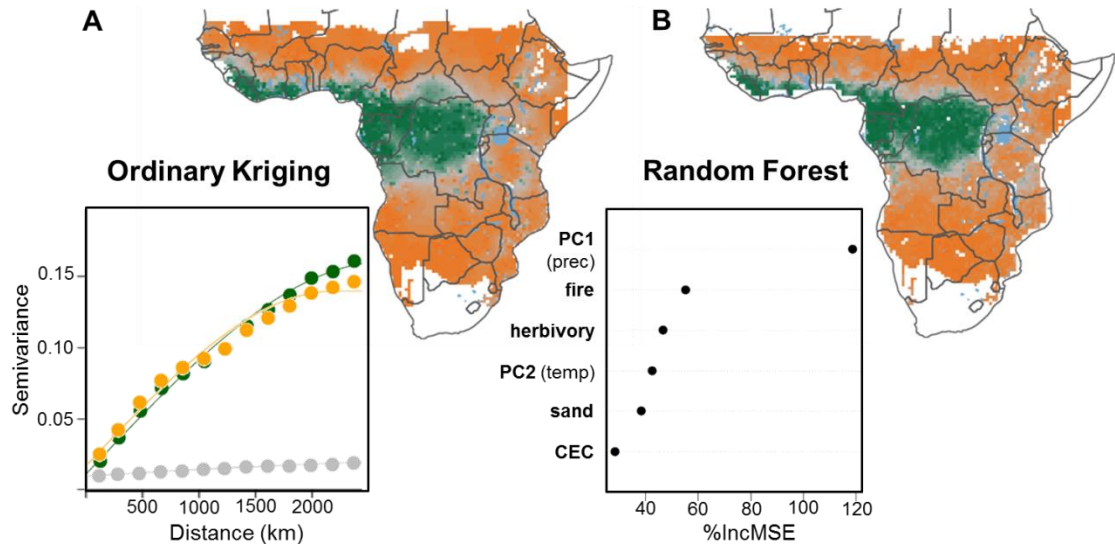 A
Ordinary Kriging
Semivariance
0.15
0.10
0.05
500 1000 1500 2000
Distance (km)
B
Random Forest
PC1
(prec)
fire
herbivory
PC2 (temp)
sand
CEC
40 60 80 100 120
%IncMSE